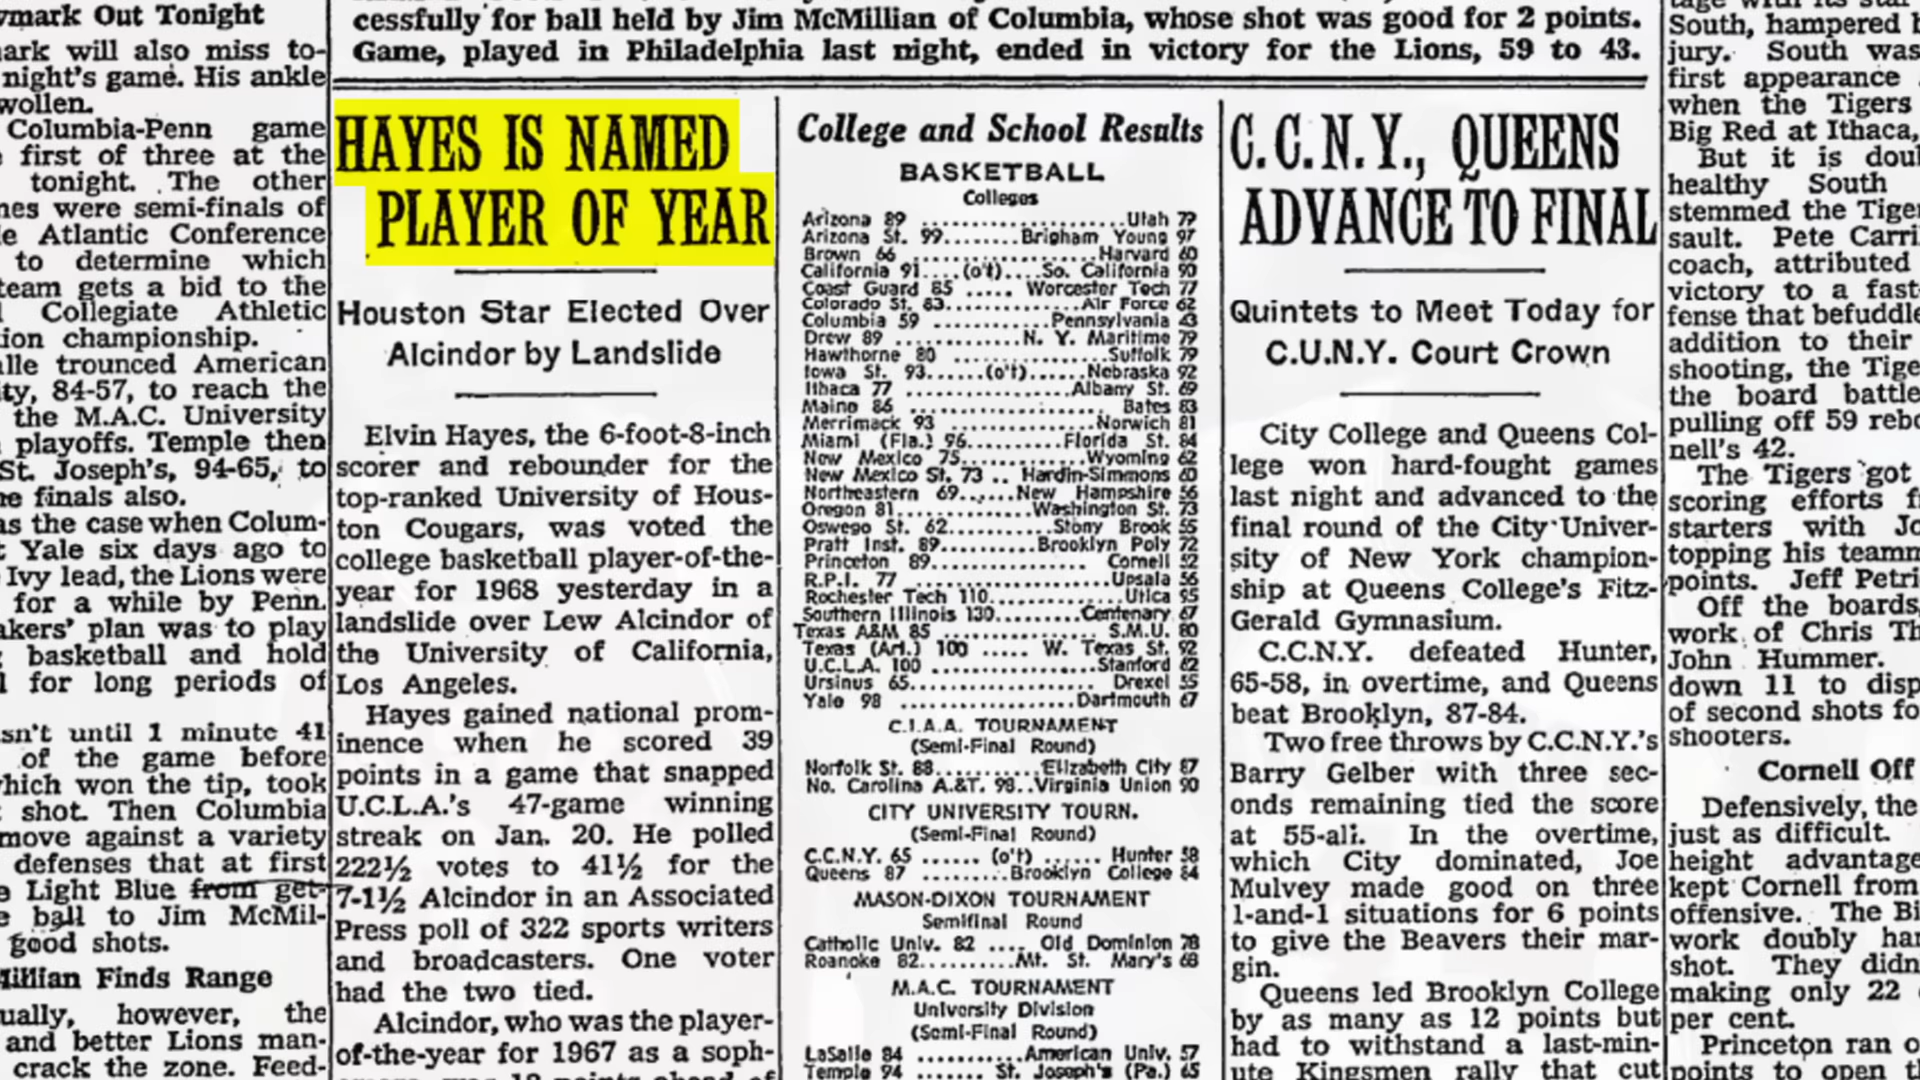 ymark Out Tonight
ark will also miss to-
night's game. His ankle
wollen.
Columbia-Penn game
first of three at the
tonight. The other
nes were semi-finals of
e Atlantic Conference
to determine which
team gets a bid to the
Collegiate Athletic
ion championship.
alle trounced American
ity, 84-57, to reach the
the M.A.C. University
playoffs. Temple then
St. Joseph's, 94-65, to
e finals also.
as the case when Colum-
Yale six days ago to
Ivy lead, the Lions were
for a while by Penn.
akers' plan was to play
basketball and hold
l for long periods of
sn't until 1 minute 41
of the game before
which won the tip, took
shot. Then Columbia
move against a variety
defenses that at first
e Light Blue from get-
e ball to Jim McMil-
good shots.
Millian Finds Range
ually, however, the
and better Lions man-
crack the zone. Feed-
cessfully for ball held by Jim McMillian of Columbia, whose shot was good for 2 points.
Game, played in Philadelphia last night, ended in victory for the Lions, 59 to 43.
HAYES IS NAMED
PLAYER OF YEAR
Houston Star Elected Over
Alcindor by Landslide
Elvin Hayes, the 6-foot-8-inch
scorer and rebounder for the
top-ranked University of Hous-
ton Cougars, was voted the
college basketball player-of-the-
year for 1968 yesterday in a
landslide over Lew Alcindor of
the University of California,
Los Angeles.
Hayes gained national prom-
inence when he scored 39
points in a game that snapped
U.C.L.A.'s 47-game winning
streak on Jan. 20. He polled
222½ votes to 41½ for the
7-1½ Alcindor in an Associated
Press poll of 322 sports writers
and broadcasters. One voter
had the two tied.
Alcindor, who was the player-
of-the-year for 1967 as a soph-
College and School Results
BASKETBALL
Colleges
Arizona 89 ........................Utah 79
Arizona St. 99........Brigham Young 97
Brown 66 ......................Harvard 60
California 91....(o't)....So. California 90
Coast Guard 85 ..... Worcester Tech 77
Colorado St. 83.............Air Force 62
Columbia 59 .............Pennsylvania 43
Drew 89 ...............N. Y. Maritime 79
Hawthorne 80 .................Suffolk 79
Iowa St. 93......(o't).......Nebraska 92
Ithaca 77 ....................Albany St. 69
Maine 86 ........................ Bates 83
Merrimack 93 ................Norwich 81
Miami (Fla.) 96..........Florida St. 84
New Mexico 75.............Wyoming 62
New Mexico St. 73 .. Hardin-Simmons 60
Northeastern 69......New Hampshire 56
Oregon 81..............Washington St. 73
Oswego St. 62...........Stony Brook 55
Pratt Inst. 89..........Brooklyn Poly 72
Princeton 89..................... Cornell 52
R.P.I. 77 ......................Upsala 56
Rochester Tech 110..............Utica 95
Southern Illinois 130.........Centenary 67
Texas A&M 85 .................. S.M.U. 80
Texas (Arl.) 100 ..... W. Texas St. 92
U.C.L.A. 100 ...................Stanford 62
Ursinus 65....................... Drexel 55
Yale 98 ......................Dartmouth 67
C.I.A.A. TOURNAMENT
(Semi-Final Round)
Norfolk St. 88.............Elizabeth City 87
No. Carolina A.&T. 98..Virginia Union 90
CITY UNIVERSITY TOURN.
(Semi-Final Round)
C.C.N.Y. 65 ...... (o't) ...... Hunter 58
Queens 87 .........Brooklyn College 84
MASON-DIXON TOURNAMENT
Semifinal Round
Catholic Univ. 82 .... Old Dominion 78
Roanoke 82..........Mt. St. Mary's 68
M.A.C. TOURNAMENT
University Division
(Semi-Final Round)
LaSalle 84 ...........American Univ. 57
Temple 94 ....... St. Joseph's (Pa.) 65
C.C.N.Y., QUEENS
ADVANCE TO FINAL
Quintets to Meet Today for
C.U.N.Y. Court Crown
City College and Queens Col-
lege won hard-fought games
last night and advanced to the
final round of the City Univer-
sity of New York champion-
ship at Queens College's Fitz-
Gerald Gymnasium.
C.C.N.Y. defeated Hunter,
65-58, in overtime, and Queens
beat Brooklyn, 87-84.
Two free throws by C.C.N.Y.'s
Barry Gelber with three sec-
onds remaining tied the score
at 55-all. In the overtime,
which City dominated, Joe
Mulvey made good on three
1-and-1 situations for 6 points
to give the Beavers their mar-
gin.
Queens led Brooklyn College
by as many as 12 points but
had to withstand a last-min-
ute Kingsmen rally that cut
South, hampered b
jury. South was
first appearance
when the Tigers
Big Red at Ithaca,
But it is dou
healthy South
stemmed the Tiger
sault. Pete Carri
coach, attributed
victory to a fast
fense that befuddle
addition to their
shooting, the Tige
the board battle
pulling off 59 rebo
nell's 42.
The Tigers got
scoring efforts f
starters with Jo
topping his teamm
points. Jeff Petri
Off the boards,
work of Chris Th
John Hummer.
down 11 to disp
of second shots fo
shooters.
Cornell Off
Defensively, the
just as difficult.
height advantage
kept Cornell from
offensive. The Bi
work doubly har
shot. They didn
making only 22
per cent.
Princeton ran o
points to open th